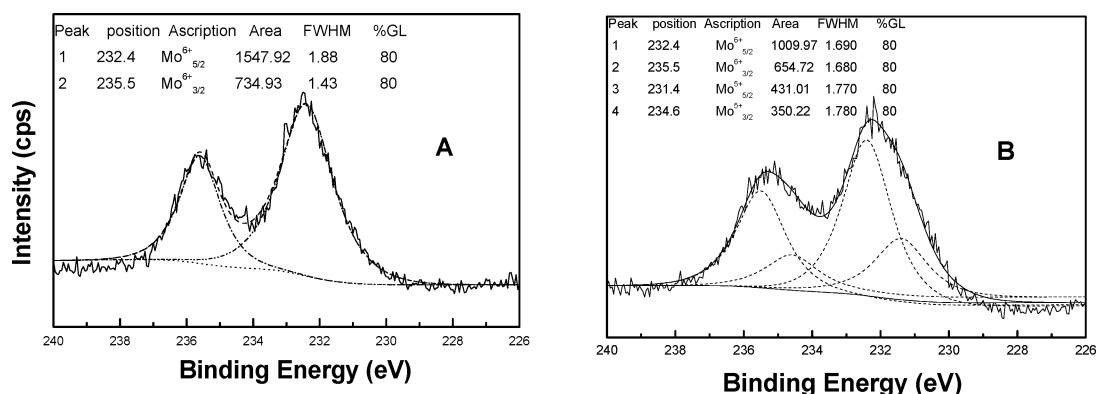 Peak position Ascription Area FWHM %GL
1 232.4 Mo⁶⁺ 5/2 1547.92 1.88 80
2 235.5 Mo⁶⁺ 3/2 734.93 1.43 80
A
Intensity (cps)
240 238 236 234 232 230 228 226
Binding Energy (eV)
Peak position Ascription Area FWHM %GL
1 232.4 Mo⁶⁺ 5/2 1009.97 1.690 80
2 235.5 Mo⁶⁺ 3/2 654.72 1.680 80
3 231.4 Mo⁵⁺ 5/2 431.01 1.770 80
4 234.6 Mo⁵⁺ 3/2 350.22 1.780 80
B
240 238 236 234 232 230 228 226
Binding Energy (eV)